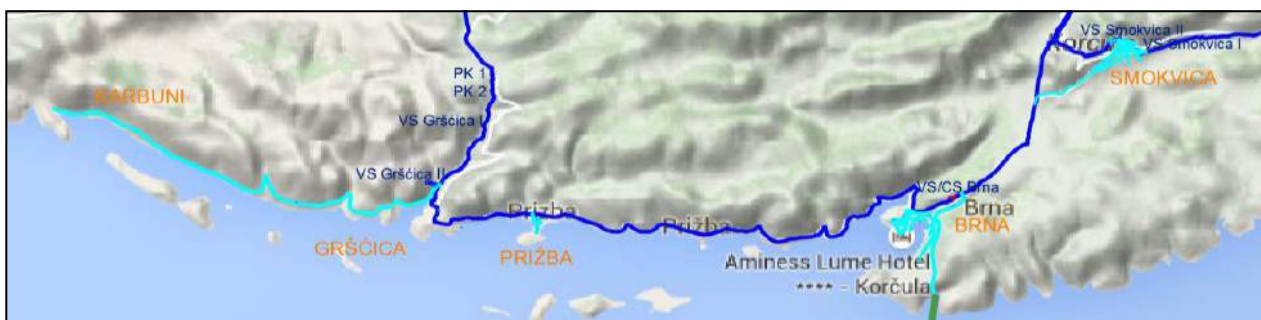 VS Smokvica II
VS Smokvica I
SMOKVICA
KARBUNI
PK 1
PK 2
VS Gršćica I
VS Gršćica II
Prizba
Prižba
VS/CS Brna
Brna
BRNA
GRŠĆICA
PRIŽBA
Aminess Lume Hotel
**** - Korčula